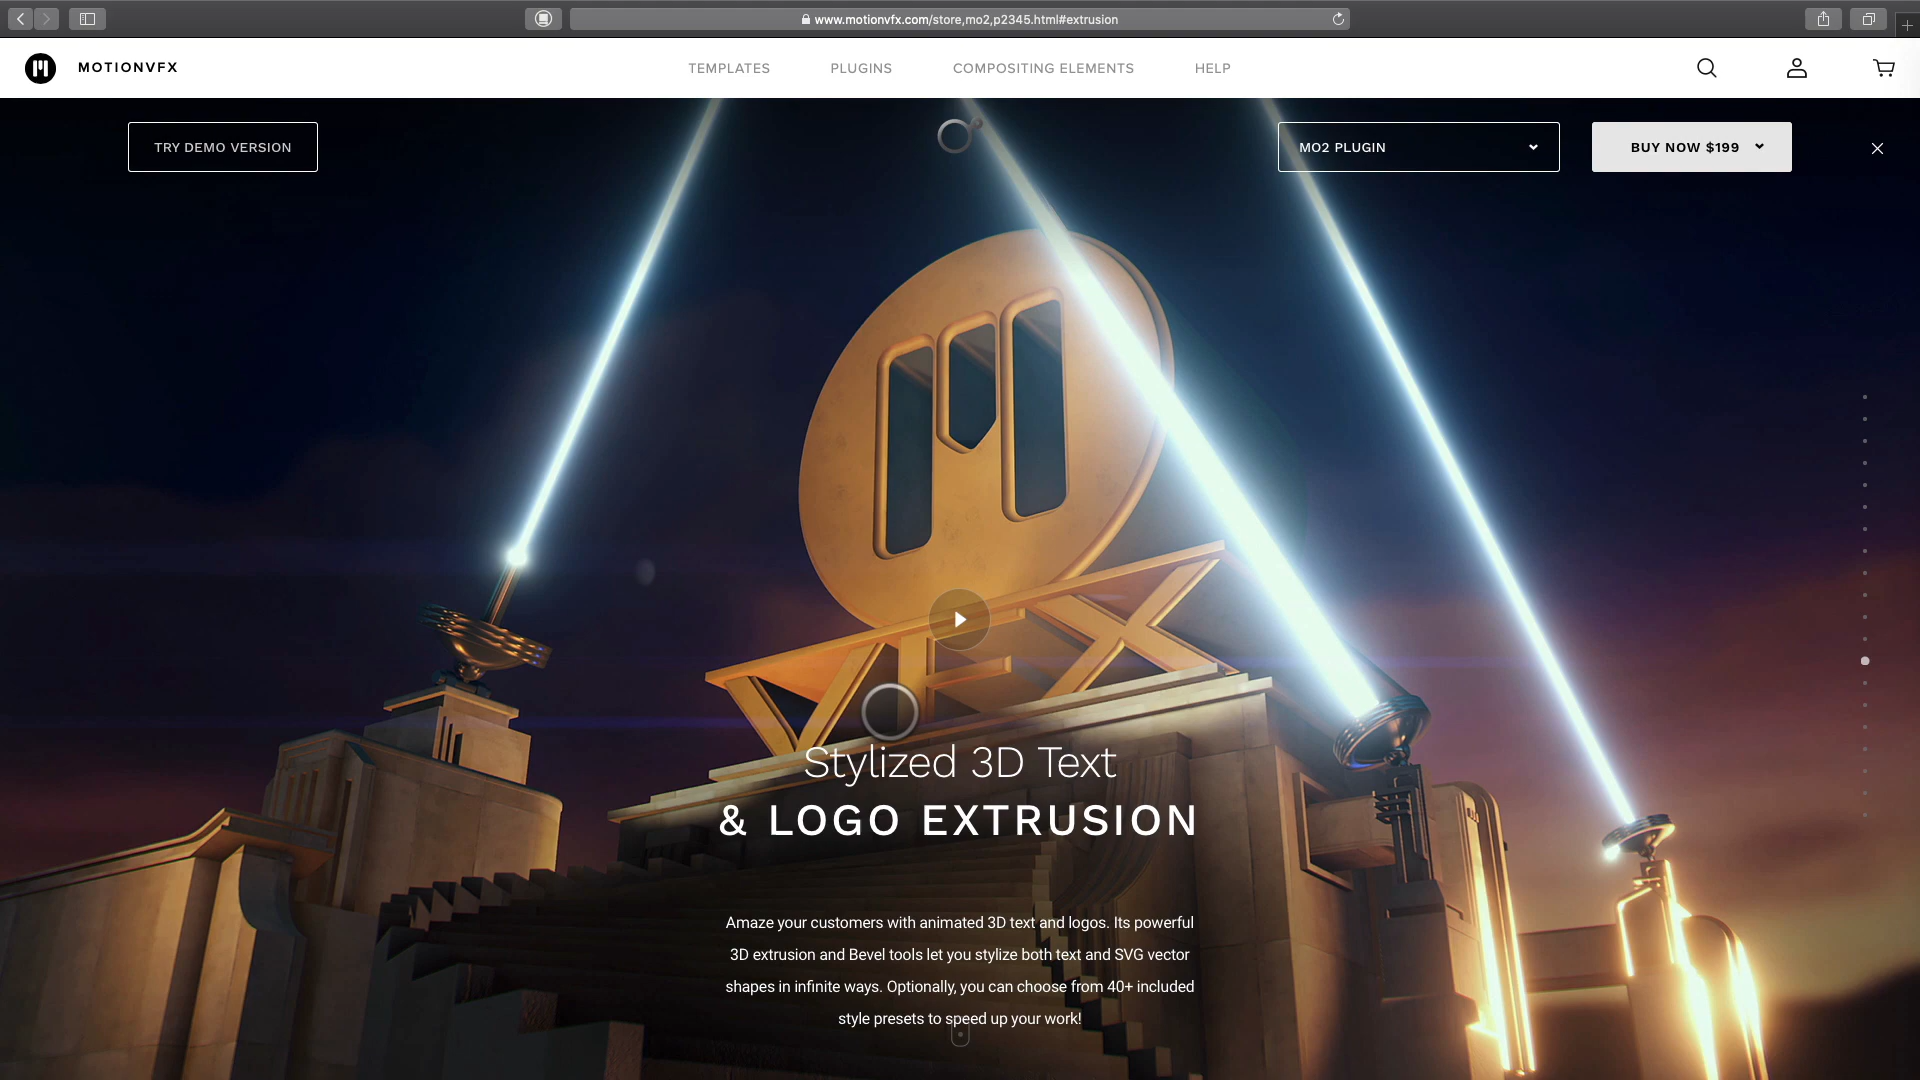 www.motionvfx.com/store,mo2,p2345.html#extrusion
MOTIONVFX
TEMPLATES
PLUGINS
COMPOSITING ELEMENTS
HELP
TRY DEMO VERSION
MO2 PLUGIN
BUY NOW $199
VFX
Stylized 3D Text
& LOGO EXTRUSION
Amaze your customers with animated 3D text and logos. Its powerful
3D extrusion and Bevel tools let you stylize both text and SVG vector
shapes in infinite ways. Optionally, you can choose from 40+ included
style presets to speed up your work!